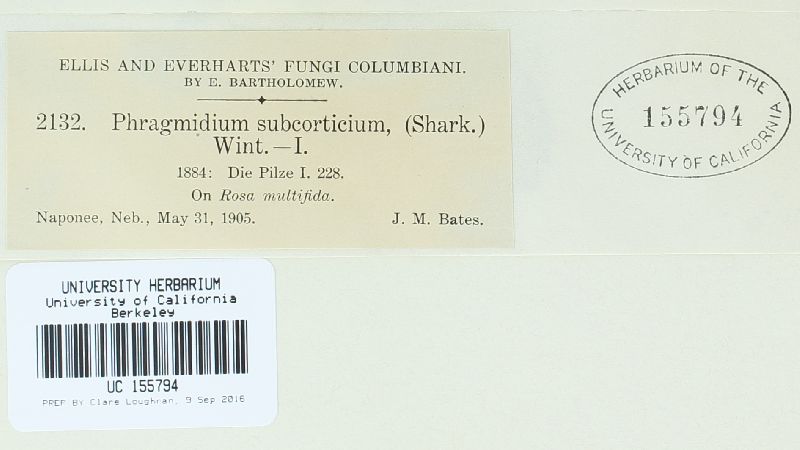 ELLIS AND EVERHARTS' FUNGI COLUMBIANI.
BY E. BARTHOLOMEW.
2132. Phragmidium subcorticium, (Shark.)
Wint.—I.
1884: Die Pilze I. 228.
On Rosa multifida.
Naponee, Neb., May 31, 1905. J. M. Bates.
HERBARIUM OF THE
155794
UNIVERSITY OF CALIFORNIA
UNIVERSITY HERBARIUM
University of California
Berkeley
UC 155794
PREP BY Clare Loughran, 9 Sep 2016